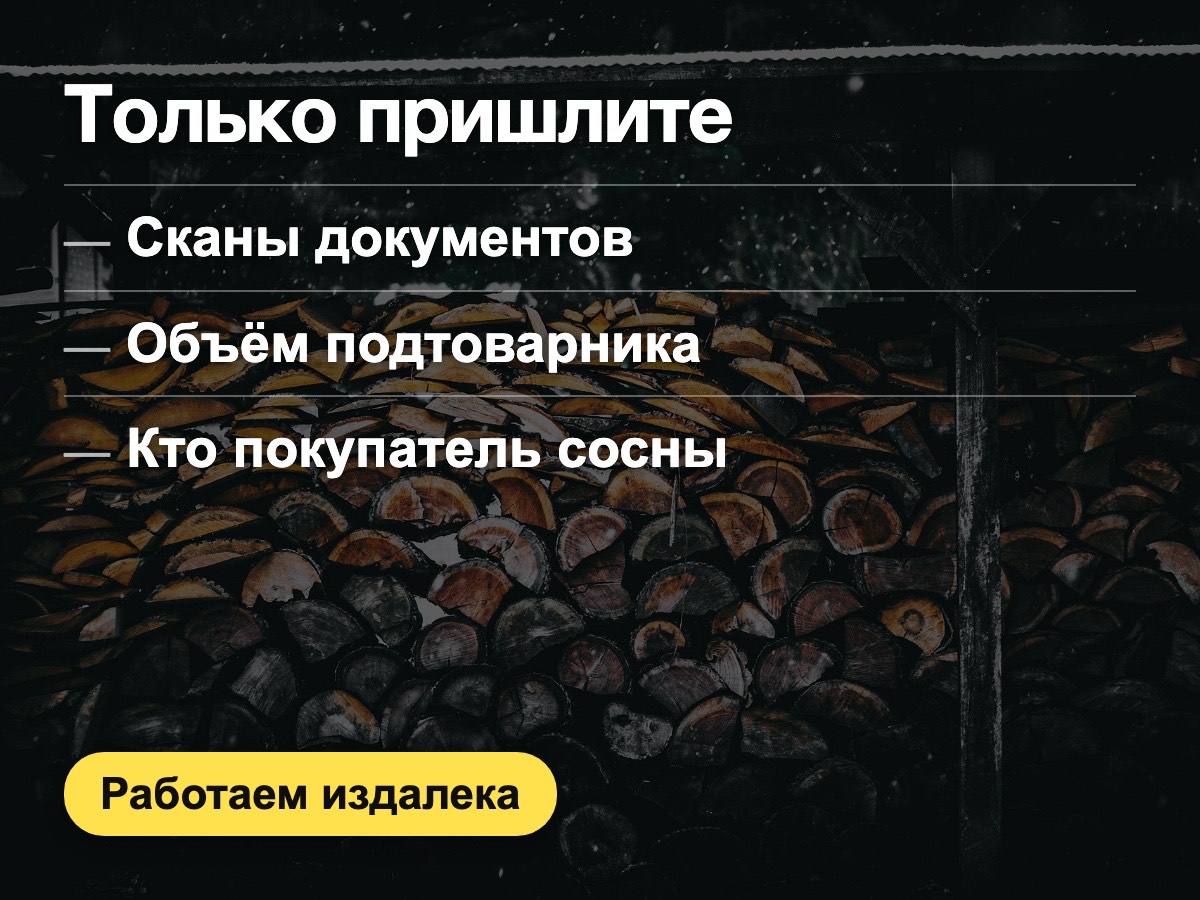 Только пришлите
— Сканы документов
— Объём подтоварника
— Кто покупатель сосны
Работаем издалека